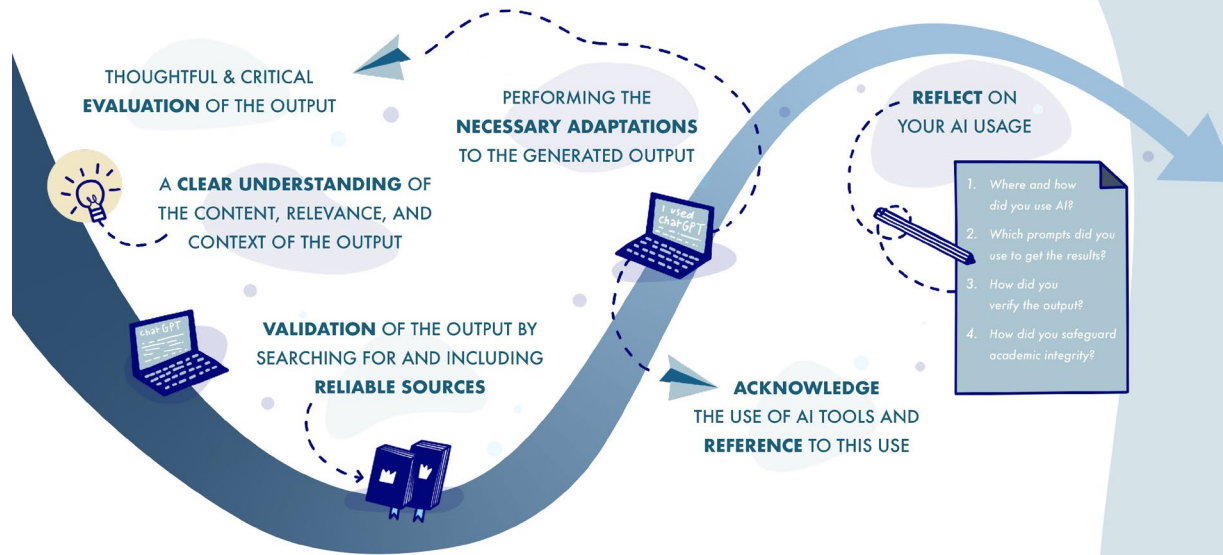 THOUGHTFUL & CRITICAL
EVALUATION OF THE OUTPUT
A CLEAR UNDERSTANDING OF
THE CONTENT, RELEVANCE, AND
CONTEXT OF THE OUTPUT
chatGPT
VALIDATION OF THE OUTPUT BY
SEARCHING FOR AND INCLUDING
RELIABLE SOURCES
PERFORMING THE
NECESSARY ADAPTATIONS
TO THE GENERATED OUTPUT
I used
chatGPT
ACKNOWLEDGE
THE USE OF AI TOOLS AND
REFERENCE TO THIS USE
REFLECT ON
YOUR AI USAGE
1. Where and how
did you use AI?
2. Which prompts did you
use to get the results?
3. How did you
verify the output?
4. How did you safeguard
academic integrity?